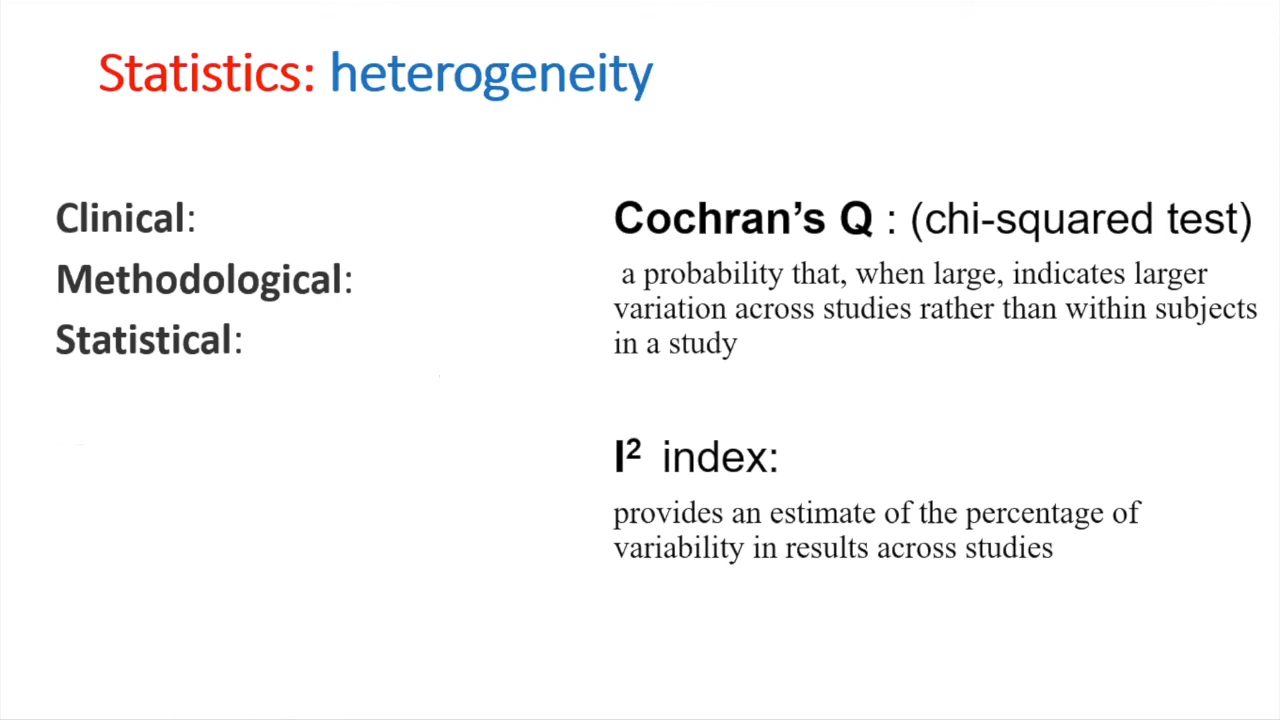 Statistics: heterogeneity
Clinical:
Methodological:
Statistical:
Cochran’s Q : (chi-squared test)
a probability that, when large, indicates larger
variation across studies rather than within subjects
in a study
I² index:
provides an estimate of the percentage of
variability in results across studies